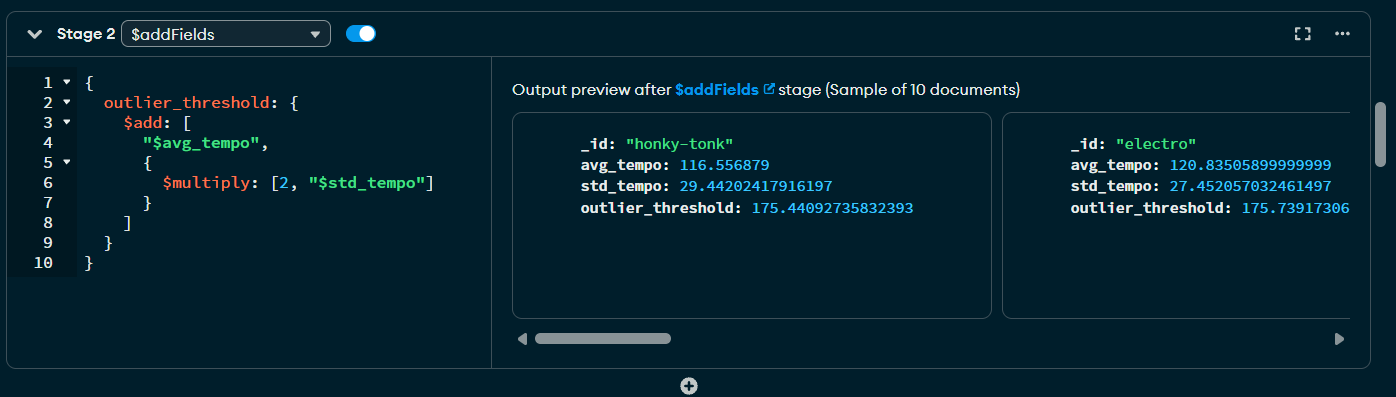 Stage 2 $addFields
1 {
2 outlier_threshold: {
3 $add: [
4 "$avg_tempo",
5 {
6 $multiply: [2, "$std_tempo"]
7 }
8 ]
9 }
10 }
Output preview after $addFields stage (Sample of 10 documents)
_id: "honky-tonk"
avg_tempo: 116.556879
std_tempo: 29.44202417916197
outlier_threshold: 175.44092735832393
_id: "electro"
avg_tempo: 120.83505899999999
std_tempo: 27.452057032461497
outlier_threshold: 175.73917306